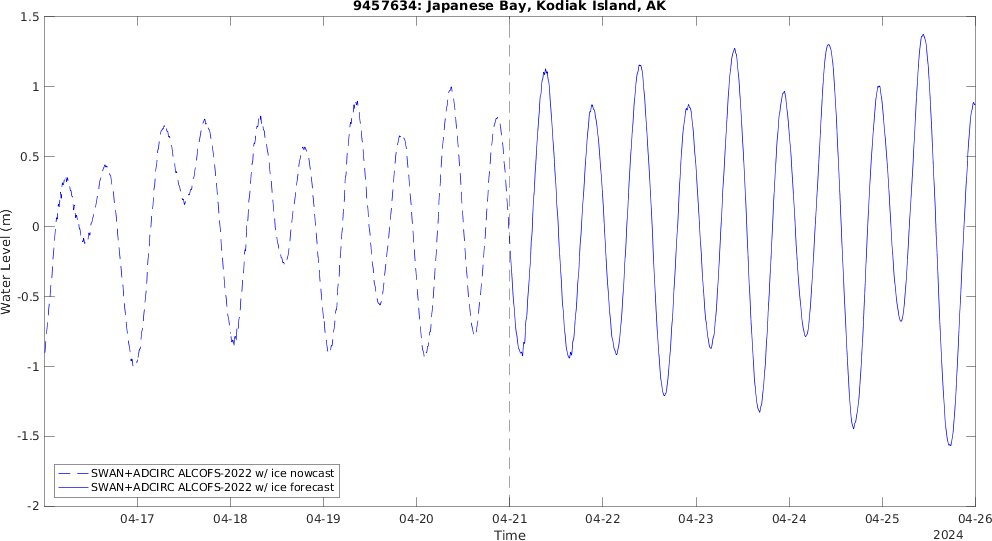 9457634: Japanese Bay, Kodiak Island, AK
1.5
1
0.5
0
-0.5
-1
-1.5
-2
Water Level (m)
SWAN+ADCIRC ALCOFS-2022 w/ ice nowcast
SWAN+ADCIRC ALCOFS-2022 w/ ice forecast
04-17 04-18 04-19 04-20 04-21 04-22 04-23 04-24 04-25 04-26
Time
2024